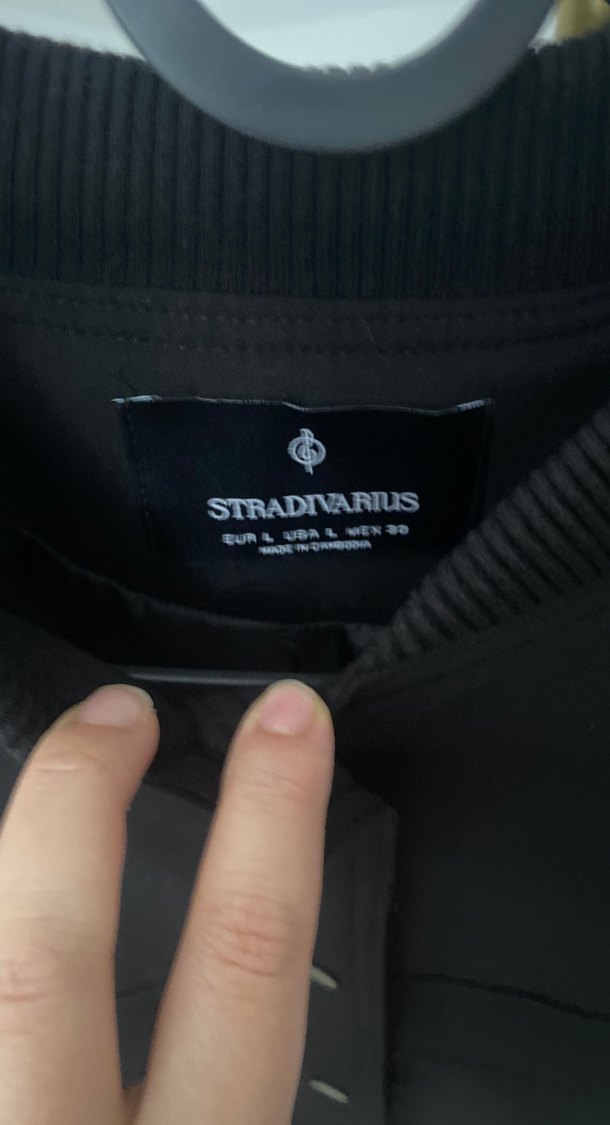 STRADIVARIUS
EUR L USA L MEX 30
MADE IN CAMBODIA